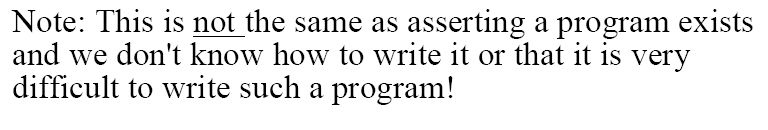 Note: This is not the same as asserting a program exists
and we don't know how to write it or that it is very
difficult to write such a program!